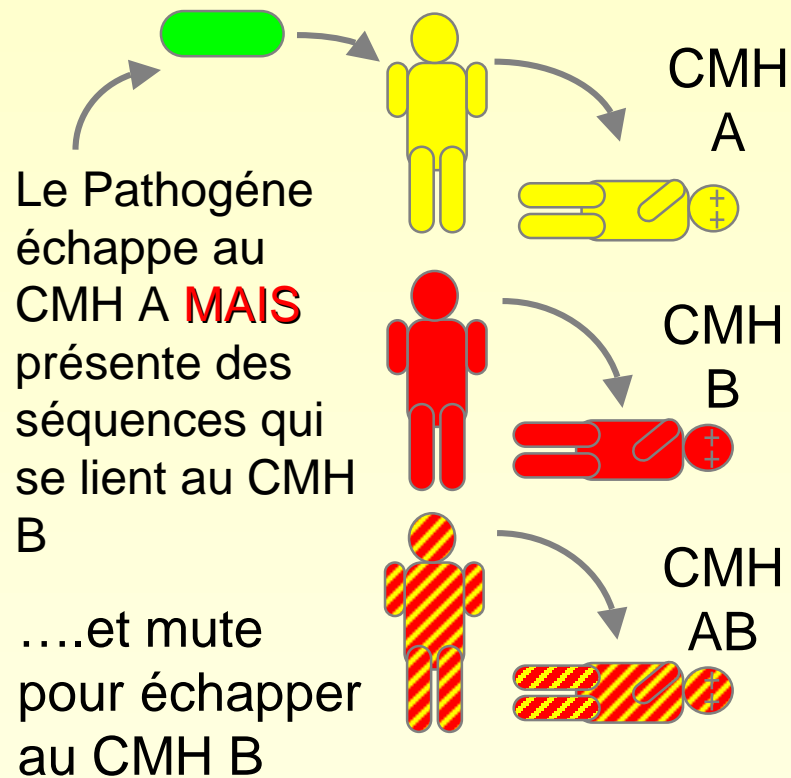 CMH
A
Le Pathogéne
échappe au
CMH A MAIS
présente des
séquences qui
se lient au CMH
B
CMH
B
….et mute
pour échapper
au CMH B
CMH
AB